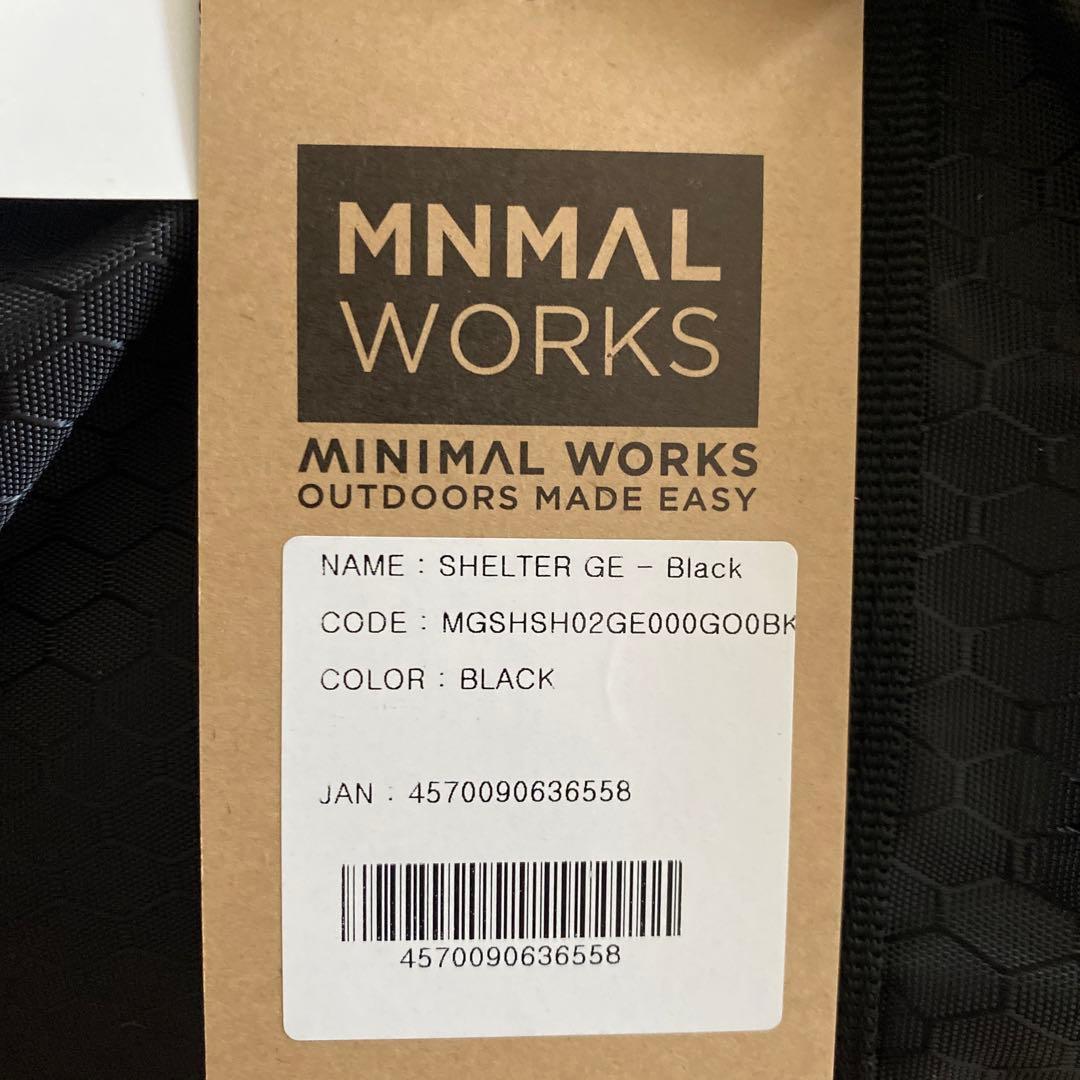 MNMAL
WORKS
MINIMAL WORKS
OUTDOORS MADE EASY
NAME : SHELTER GE - Black
CODE : MGSHSH02GE000GO0BK
COLOR : BLACK
JAN : 4570090636558
4570090636558